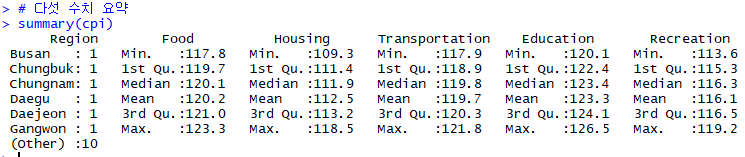 > # 다섯 수치 요약
> summary(cpi)
Region Food Housing Transportation Education Recreation
Busan : 1 Min. :117.8 Min. :109.3 Min. :117.9 Min. :120.1 Min. :113.6
Chungbuk: 1 1st Qu.:119.7 1st Qu.:111.4 1st Qu.:118.9 1st Qu.:122.4 1st Qu.:115.3
Chungnam: 1 Median :120.1 Median :111.9 Median :119.8 Median :123.4 Median :116.1
Daegu : 1 Mean :120.2 Mean :112.5 Mean :119.7 Mean :123.3 Mean :116.1
Daejeon : 1 3rd Qu.:121.0 3rd Qu.:113.2 3rd Qu.:120.3 3rd Qu.:124.1 3rd Qu.:116.5
Gangwon : 1 Max. :123.3 Max. :118.5 Max. :121.8 Max. :126.5 Max. :119.2
(Other) :10